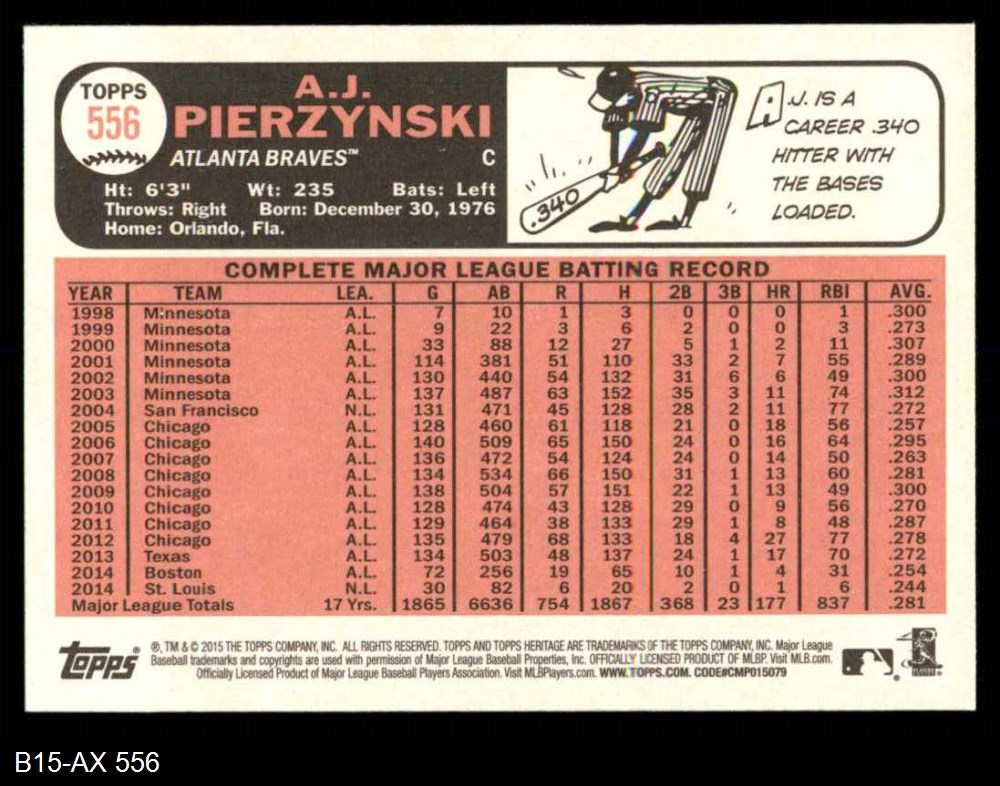 TOPPS
556
A.J.
PIERZYNSKI
ATLANTA BRAVES™ C
Ht: 6'3" Wt: 235 Bats: Left
Throws: Right Born: December 30, 1976
Home: Orlando, Fla.
.340
A.J. IS A
CAREER .340
HITTER WITH
THE BASES
LOADED.
COMPLETE MAJOR LEAGUE BATTING RECORD
YEAR TEAM LEA. G AB R H 2B 3B HR RBI AVG.
1998 Minnesota A.L. 7 10 1 3 0 0 0 1 .300
1999 Minnesota A.L. 9 22 3 6 2 0 0 3 .273
2000 Minnesota A.L. 33 88 12 27 5 1 2 11 .307
2001 Minnesota A.L. 114 381 51 110 33 2 7 55 .289
2002 Minnesota A.L. 130 440 54 132 31 6 6 49 .300
2003 Minnesota A.L. 137 487 63 152 35 3 11 74 .312
2004 San Francisco N.L. 131 471 45 128 28 2 11 77 .272
2005 Chicago A.L. 128 460 61 118 21 0 18 56 .257
2006 Chicago A.L. 140 509 65 150 24 0 16 64 .295
2007 Chicago A.L. 136 472 54 124 24 0 14 50 .263
2008 Chicago A.L. 134 534 66 150 31 1 13 60 .281
2009 Chicago A.L. 138 504 57 151 22 1 13 49 .300
2010 Chicago A.L. 128 474 43 128 29 0 9 56 .270
2011 Chicago A.L. 129 464 38 133 29 1 8 48 .287
2012 Chicago A.L. 135 479 68 133 18 4 27 77 .278
2013 Texas A.L. 134 503 48 137 24 1 17 70 .272
2014 Boston A.L. 72 256 19 65 10 1 4 31 .254
2014 St. Louis N.L. 30 82 6 20 2 0 1 6 .244
Major League Totals 17 Yrs. 1865 6636 754 1867 368 23 177 837 .281
topps®
®, TM & © 2015 THE TOPPS COMPANY, INC. ALL RIGHTS RESERVED. TOPPS AND TOPPS HERITAGE ARE TRADEMARKS OF THE TOPPS COMPANY, INC. Major League
Baseball trademarks and copyrights are used with permission of Major League Baseball Properties, Inc. OFFICIALLY LICENSED PRODUCT OF MLBP. Visit MLB.com.
Officially Licensed Product of Major League Baseball Players Association. Visit MLBPlayers.com. WWW.TOPPS.COM. CODE#CMP015079
B15-AX 556